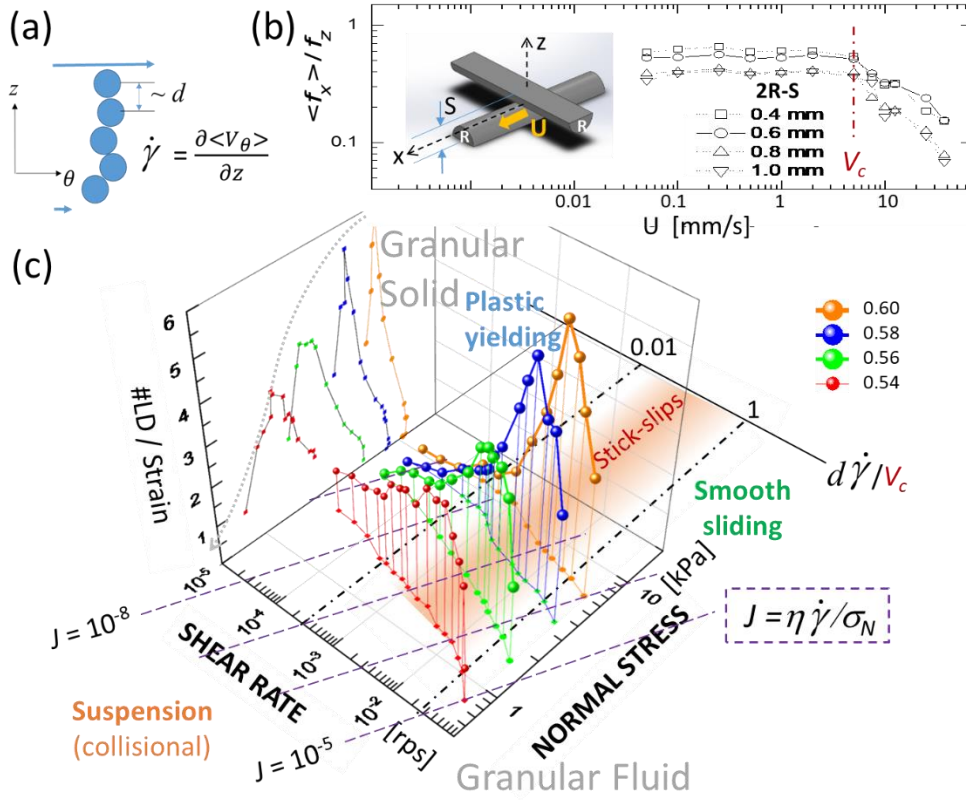 (a)
~ d
z
θ
γ̇ = ∂<V_θ> / ∂z
(b)
<f_x> / f_z
1
0.1
Z
S
U
R
R
X
2R-S
0.4 mm
0.6 mm
0.8 mm
1.0 mm
V_c
0.01
0.1
1
10
U [mm/s]
(c)
Granular
Solid
Plastic
yielding
0.60
0.58
0.56
0.54
0.01
1
d γ̇/V_c
Stick-slips
Smooth
sliding
#LD / Strain
6
5
4
3
2
1
10⁻⁵
10⁻⁴
10⁻³
10⁻²
[rps]
SHEAR RATE
1
10
[kPa]
NORMAL STRESS
J = η γ̇/σ_N
J = 10⁻⁸
J = 10⁻⁵
Suspension
(collisional)
Granular Fluid